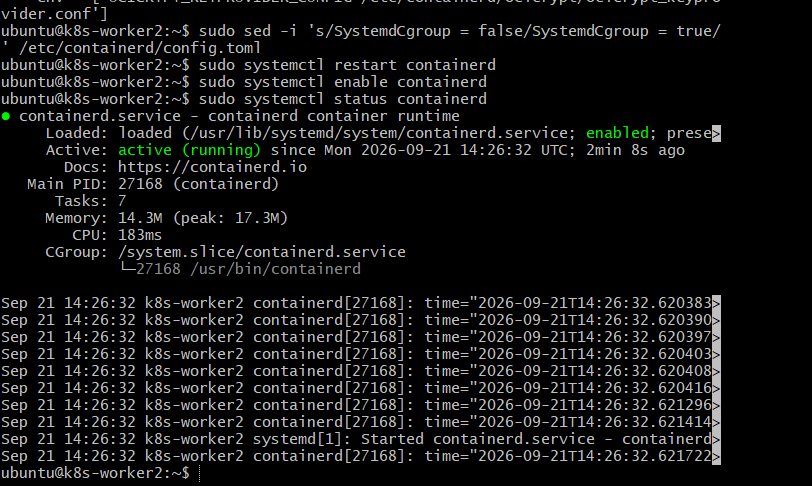 vider.conf']
ubuntu@k8s-worker2:~$ sudo sed -i 's/SystemdCgroup = false/SystemdCgroup = true/
' /etc/containerd/config.toml
ubuntu@k8s-worker2:~$ sudo systemctl restart containerd
ubuntu@k8s-worker2:~$ sudo systemctl enable containerd
ubuntu@k8s-worker2:~$ sudo systemctl status containerd
● containerd.service - containerd container runtime
     Loaded: loaded (/usr/lib/systemd/system/containerd.service; enabled; prese>
     Active: active (running) since Mon 2026-09-21 14:26:32 UTC; 2min 8s ago
       Docs: https://containerd.io
   Main PID: 27168 (containerd)
      Tasks: 7
     Memory: 14.3M (peak: 17.3M)
        CPU: 183ms
     CGroup: /system.slice/containerd.service
             └─27168 /usr/bin/containerd
Sep 21 14:26:32 k8s-worker2 containerd[27168]: time="2026-09-21T14:26:32.620383>
Sep 21 14:26:32 k8s-worker2 containerd[27168]: time="2026-09-21T14:26:32.620390>
Sep 21 14:26:32 k8s-worker2 containerd[27168]: time="2026-09-21T14:26:32.620397>
Sep 21 14:26:32 k8s-worker2 containerd[27168]: time="2026-09-21T14:26:32.620403>
Sep 21 14:26:32 k8s-worker2 containerd[27168]: time="2026-09-21T14:26:32.620408>
Sep 21 14:26:32 k8s-worker2 containerd[27168]: time="2026-09-21T14:26:32.620416>
Sep 21 14:26:32 k8s-worker2 containerd[27168]: time="2026-09-21T14:26:32.621296>
Sep 21 14:26:32 k8s-worker2 containerd[27168]: time="2026-09-21T14:26:32.621414>
Sep 21 14:26:32 k8s-worker2 systemd[1]: Started containerd.service - containerd>
Sep 21 14:26:32 k8s-worker2 containerd[27168]: time="2026-09-21T14:26:32.621722>
ubuntu@k8s-worker2:~$